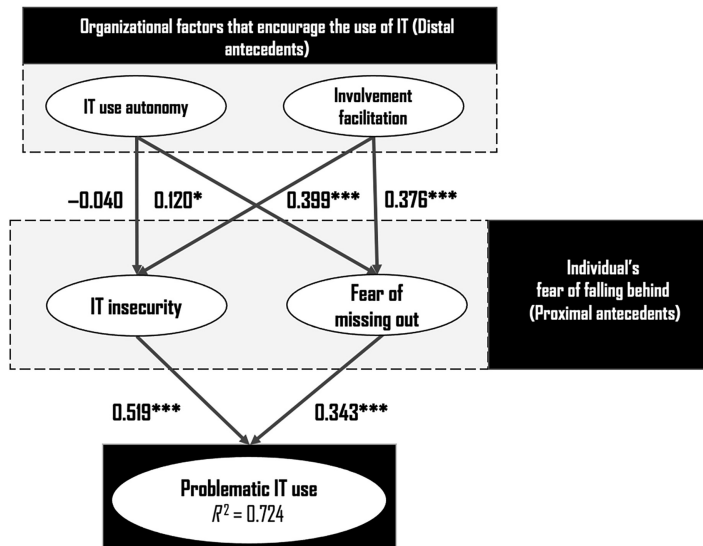 Organizational factors that encourage the use of IT (Distal
antecedents)
IT use autonomy
Involvement
facilitation
−0.040
0.120*
0.399***
0.376***
IT insecurity
Fear of
missing out
Individual's
fear of falling behind
(Proximal antecedents)
0.519***
0.343***
Problematic IT use
R² = 0.724